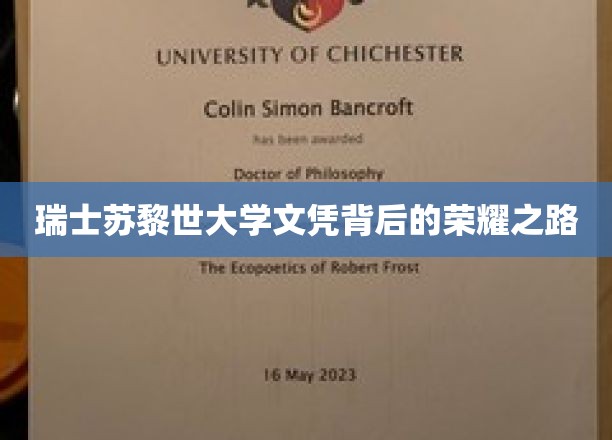 UNIVERSITY OF CHICHESTER
Colin Simon Bancroft
has been awarded
Doctor of Philosophy
瑞士苏黎世大学文凭背后的荣耀之路
The Ecopoetics of Robert Frost
16 May 2023